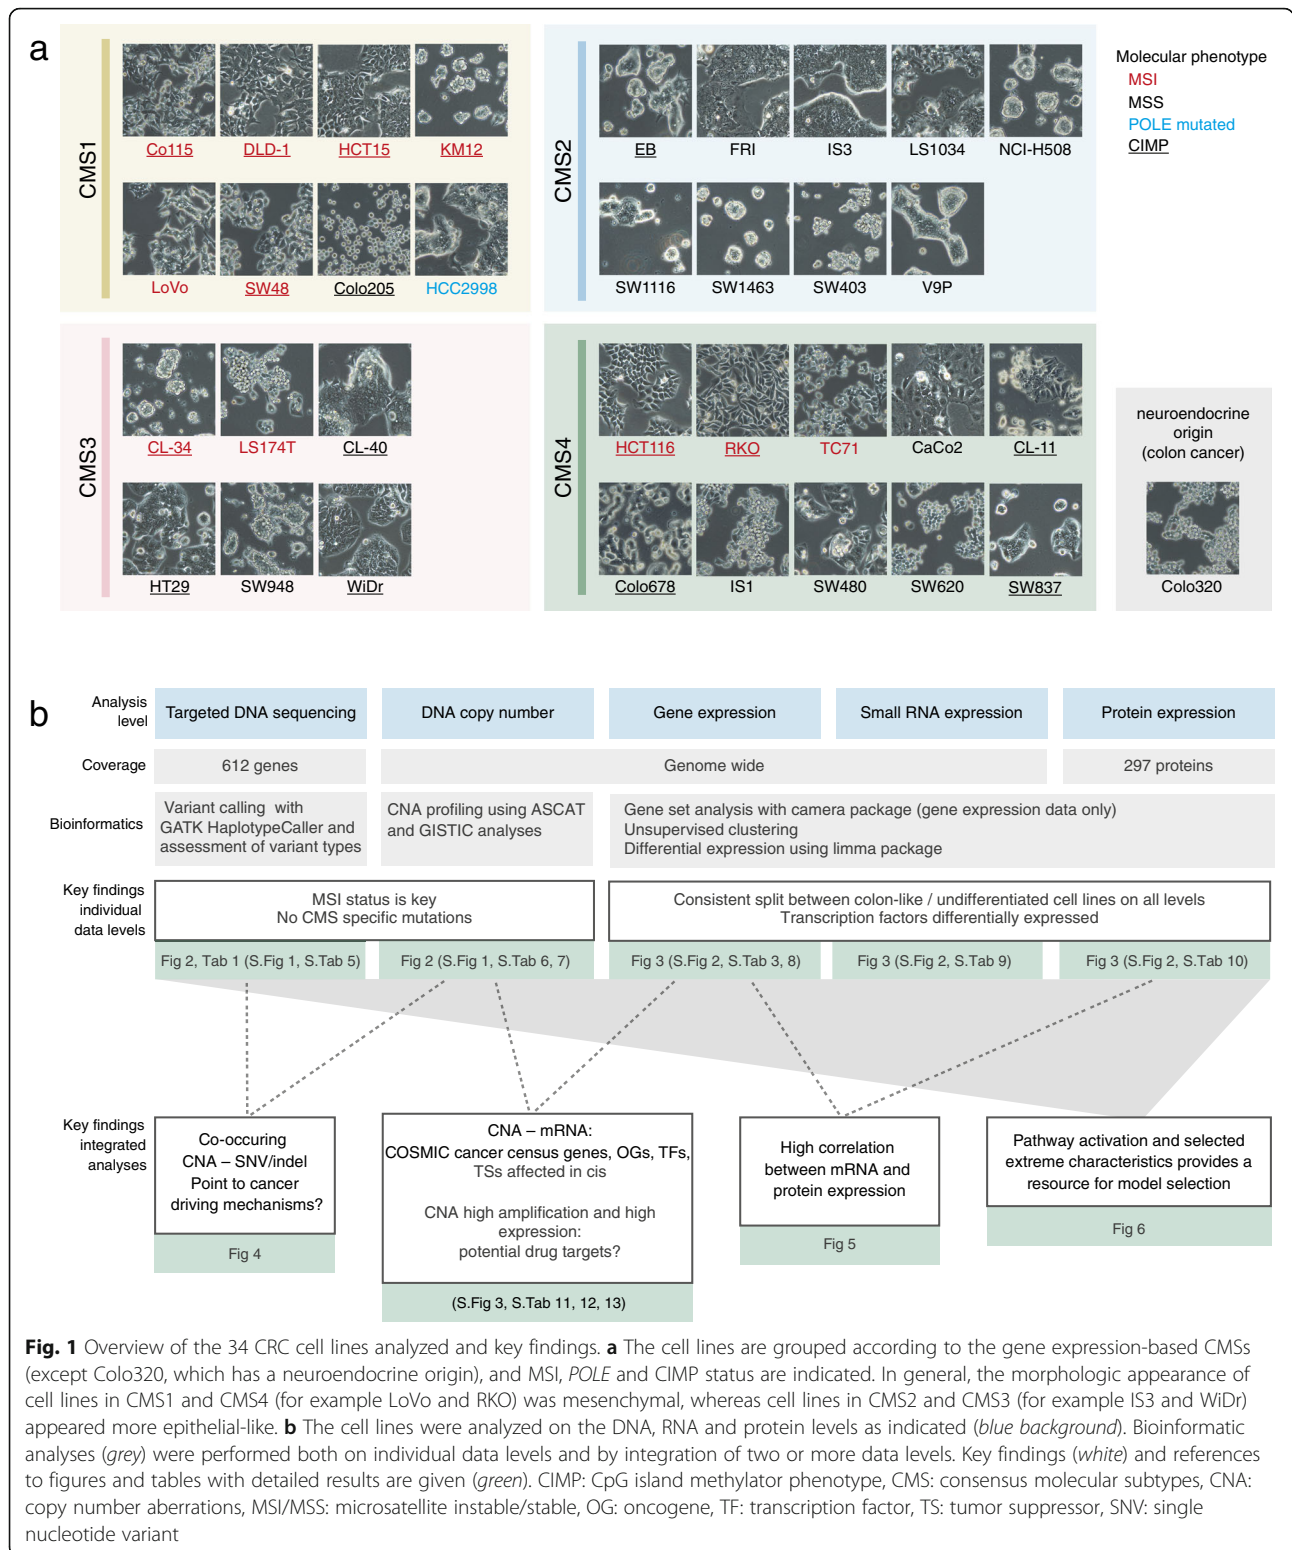 a
CMS1
Co115 DLD-1 HCT15 KM12
LoVo SW48 Colo205 HCC2998
CMS2
EB FRI IS3 LS1034 NCI-H508
SW1116 SW1463 SW403 V9P
Molecular phenotype
MSI
MSS
POLE mutated
CIMP
CMS3
CL-34 LS174T CL-40
HT29 SW948 WiDr
CMS4
HCT116 RKO TC71 CaCo2 CL-11
Colo678 IS1 SW480 SW620 SW837
neuroendocrine
origin
(colon cancer)
Colo320
b
Analysis
level
Targeted DNA sequencing
DNA copy number
Gene expression
Small RNA expression
Protein expression
Coverage
612 genes
Genome wide
297 proteins
Bioinformatics
Variant calling with
GATK HaplotypeCaller and
assessment of variant types
CNA profiling using ASCAT
and GISTIC analyses
Gene set analysis with camera package (gene expression data only)
Unsupervised clustering
Differential expression using limma package
Key findings
individual
data levels
MSI status is key
No CMS specific mutations
Consistent split between colon-like / undifferentiated cell lines on all levels
Transcription factors differentially expressed
Fig 2, Tab 1 (S.Fig 1, S.Tab 5)
Fig 2 (S.Fig 1, S.Tab 6, 7)
Fig 3 (S.Fig 2, S.Tab 3, 8)
Fig 3 (S.Fig 2, S.Tab 9)
Fig 3 (S.Fig 2, S.Tab 10)
Key findings
integrated
analyses
Co-occuring
CNA – SNV/indel
Point to cancer
driving mechanisms?
Fig 4
CNA – mRNA:
COSMIC cancer census genes, OGs, TFs,
TSs affected in cis
CNA high amplification and high
expression:
potential drug targets?
(S.Fig 3, S.Tab 11, 12, 13)
High correlation
between mRNA and
protein expression
Fig 5
Pathway activation and selected
extreme characteristics provides a
resource for model selection
Fig 6
Fig. 1 Overview of the 34 CRC cell lines analyzed and key findings. a The cell lines are grouped according to the gene expression-based CMSs
(except Colo320, which has a neuroendocrine origin), and MSI, POLE and CIMP status are indicated. In general, the morphologic appearance of
cell lines in CMS1 and CMS4 (for example LoVo and RKO) was mesenchymal, whereas cell lines in CMS2 and CMS3 (for example IS3 and WiDr)
appeared more epithelial-like. b The cell lines were analyzed on the DNA, RNA and protein levels as indicated (blue background). Bioinformatic
analyses (grey) were performed both on individual data levels and by integration of two or more data levels. Key findings (white) and references
to figures and tables with detailed results are given (green). CIMP: CpG island methylator phenotype, CMS: consensus molecular subtypes, CNA:
copy number aberrations, MSI/MSS: microsatellite instable/stable, OG: oncogene, TF: transcription factor, TS: tumor suppressor, SNV: single
nucleotide variant